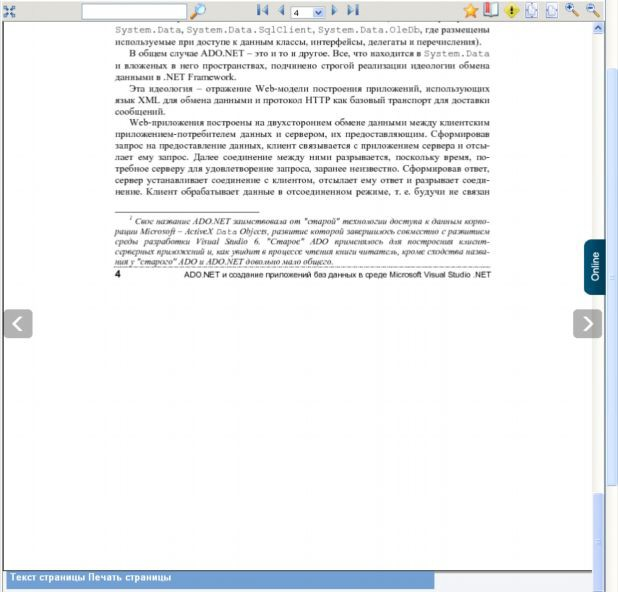 4
System.Data, System.Data.SqlClient, System.Data.OleDb, где размещены
используемые при доступе к данным классы, интерфейсы, делегаты и перечисления).
В общем случае ADO.NET – это и то и другое. Все, что находится в System.Data
и вложенных в него пространствах, подчинено строгой реализации идеологии обмена
данными в .NET Framework.
Эта идеология – отражение Web-модели построения приложений, использующих
язык XML для обмена данными и протокол HTTP как базовый транспорт для доставки
сообщений.
Web-приложения построены на двухстороннем обмене данными между клиентским
приложением-потребителем данных и сервером, их предоставляющим. Сформировав
запрос на предоставление данных, клиент связывается с приложением сервера и отсы-
лает ему запрос. Далее соединение между ними разрывается, поскольку время, по-
требное серверу для удовлетворение запроса, заранее неизвестно. Сформировав ответ,
сервер устанавливает соединение с клиентом, отсылает ему ответ и разрывает соеди-
нение. Клиент обрабатывает данные в отсоединенном режиме, т. е. будучи не связан
1 Свое название ADO.NET заимствовала от "старой" технологии доступа к данным корпо-
рации Microsoft – ActiveX Data Objects, развитие которой завершилось совместно с развитием
среды разработки Visual Studio 6. "Старое" ADO применялось для построения клиент-
серверных приложений и, как увидит в процессе чтения книги читатель, кроме сходства назва-
ния у "старого" ADO и ADO.NET довольно мало общего.
4 ADO.NET и создание приложений баз данных в среде Microsoft Visual Studio .NET
Online
Текст страницы Печать страницы